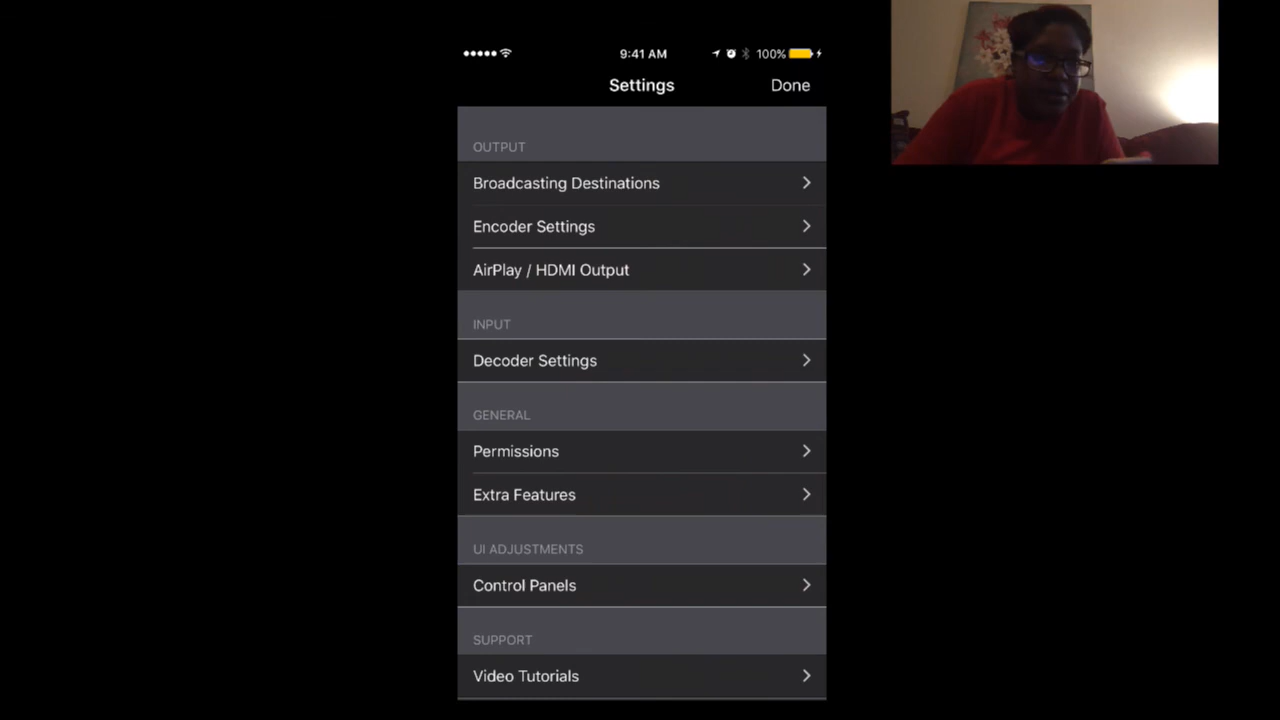 9:41 AM
100%
Settings
Done
OUTPUT
Broadcasting Destinations
Encoder Settings
AirPlay / HDMI Output
INPUT
Decoder Settings
GENERAL
Permissions
Extra Features
UI ADJUSTMENTS
Control Panels
SUPPORT
Video Tutorials